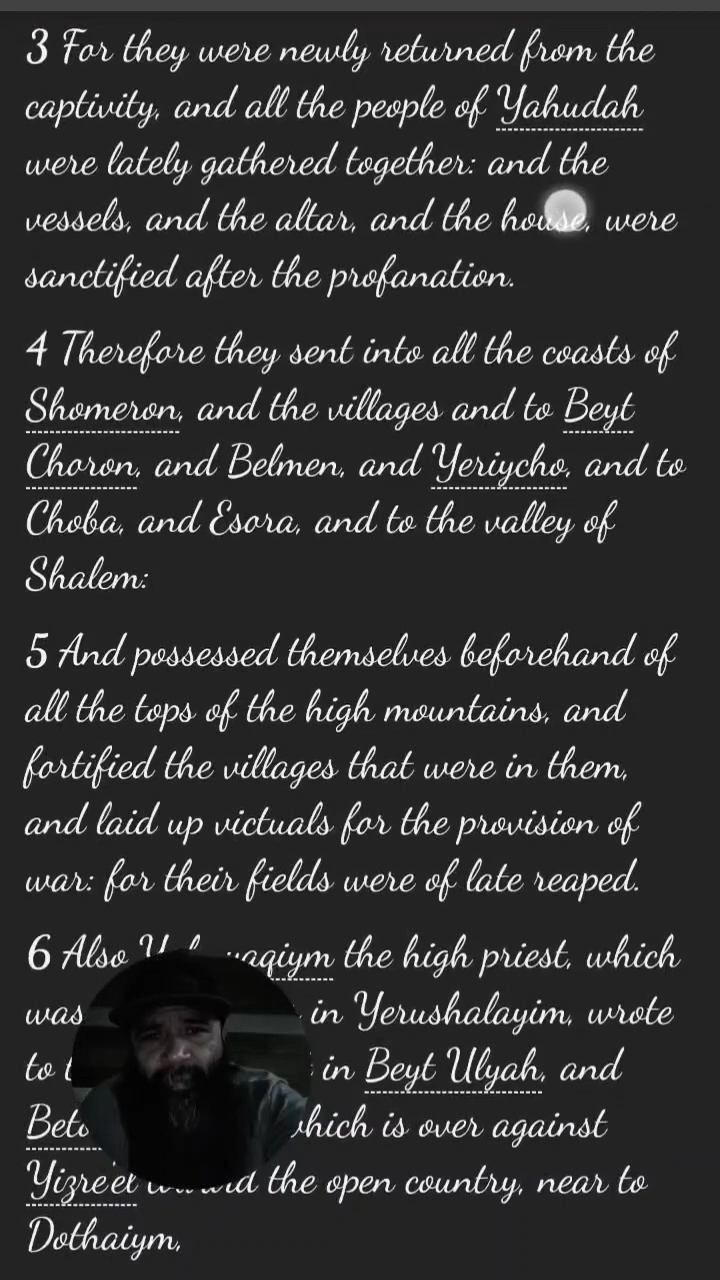 3 For they were newly returned from the
captivity, and all the people of Yahudah
were lately gathered together: and the
vessels, and the altar, and the house, were
sanctified after the profanation.
4 Therefore they sent into all the coasts of
Shomeron, and the villages and to Beyt
Choron, and Belmen, and Yeriycho, and to
Choba, and Esora, and to the valley of
Shalem:
5 And possessed themselves beforehand of
all the tops of the high mountains, and
fortified the villages that were in them,
and laid up victuals for the provision of
war: for their fields were of late reaped.
6 Also the high priest, which
was in Yerushalayim, wrote
to in Beyt Ulyah, and
which is over against
Yizre'el the open country, near to
Dothaiym,